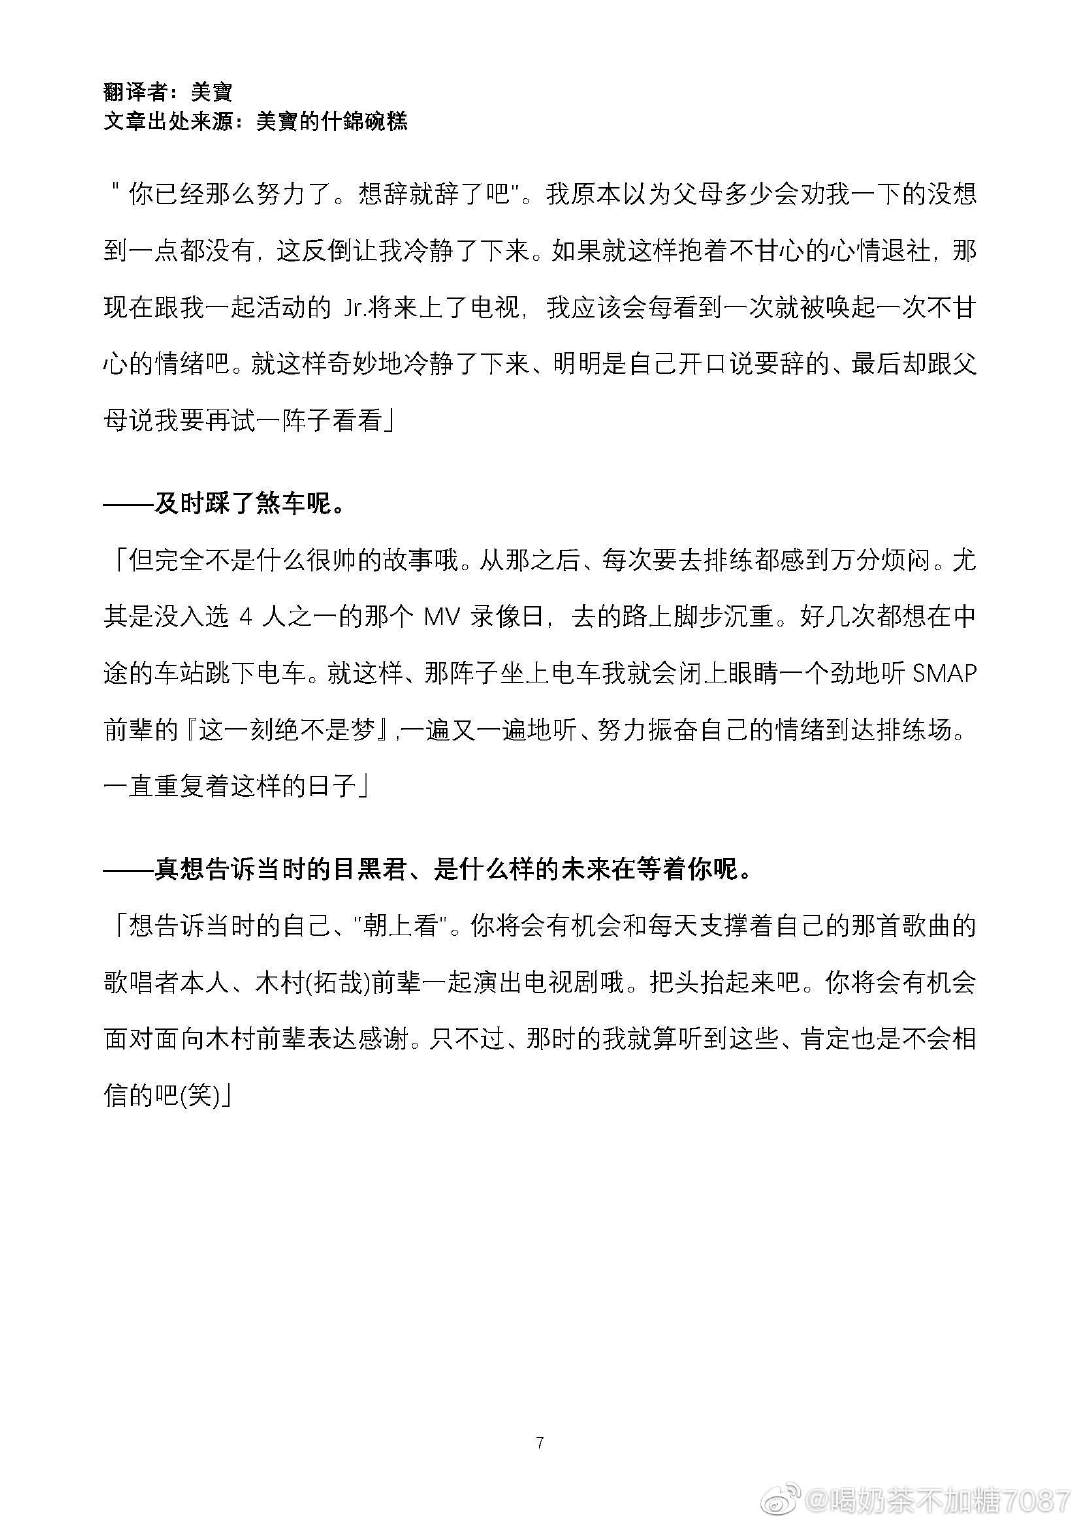 翻译者：美寶
文章出处来源：美寶的什錦碗糕
"你已经那么努力了。想辞就辞了吧"。我原本以为父母多少会劝我一下的没想
到一点都没有，这反倒让我冷静了下来。如果就这样抱着不甘心的心情退社，那
现在跟我一起活动的 Jr.将来上了电视，我应该会每看到一次就被唤起一次不甘
心的情绪吧。就这样奇妙地冷静了下来、明明是自己开口说要辞的、最后却跟父
母说我要再试一阵子看看」
——及时踩了煞车呢。
「但完全不是什么很帅的故事哦。从那之后、每次要去排练都感到万分烦闷。尤
其是没入选 4 人之一的那个 MV 录像日，去的路上脚步沉重。好几次都想在中
途的车站跳下电车。就这样、那阵子坐上电车我就会闭上眼睛一个劲地听 SMAP
前辈的『这一刻绝不是梦』,一遍又一遍地听、努力振奋自己的情绪到达排练场。
一直重复着这样的日子」
——真想告诉当时的目黑君、是什么样的未来在等着你呢。
「想告诉当时的自己、"朝上看"。你将会有机会和每天支撑着自己的那首歌曲的
歌唱者本人、木村(拓哉)前辈一起演出电视剧哦。把头抬起来吧。你将会有机会
面对面向木村前辈表达感谢。只不过、那时的我就算听到这些、肯定也是不会相
信的吧(笑)」
7
@喝奶茶不加糖7087